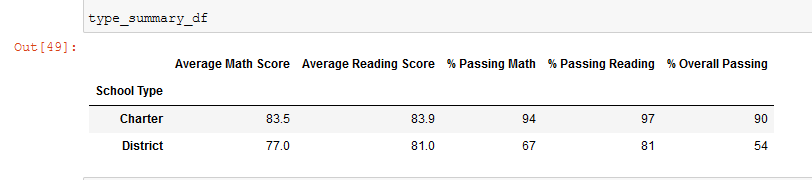 type_summary_df
Out[49]:
Average Math Score Average Reading Score % Passing Math % Passing Reading % Overall Passing
School Type
Charter 83.5 83.9 94 97 90
District 77.0 81.0 67 81 54